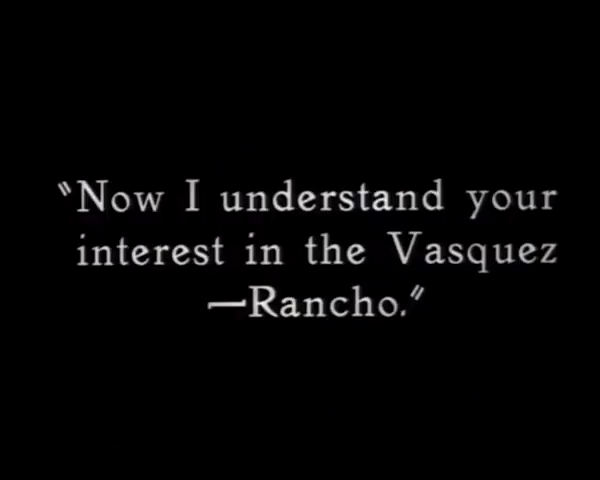 "Now I understand your
interest in the Vasquez
—Rancho."